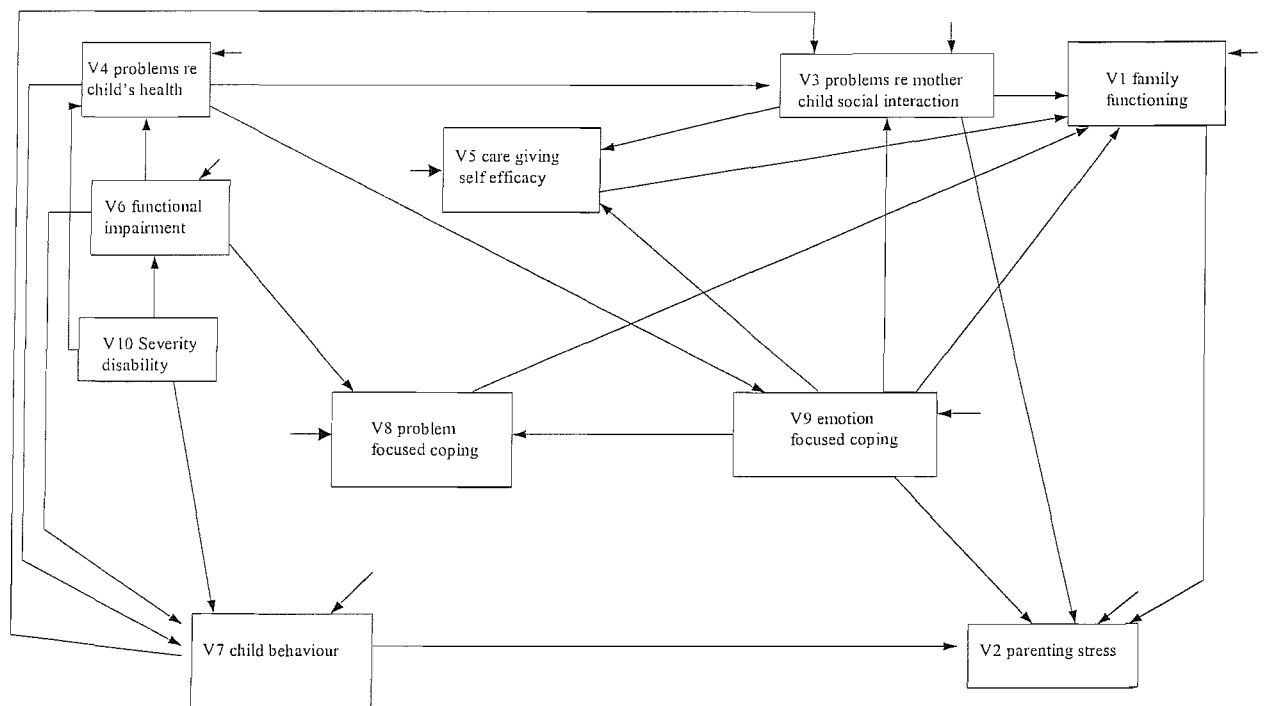 V4 problems re
child's health
V3 problems re mother
child social interaction
V1 family
functioning
V5 care giving
self efficacy
V6 functional
impairment
V10 Severity
disability
V8 problem
focused coping
V9 emotion
focused coping
V7 child behaviour
V2 parenting stress